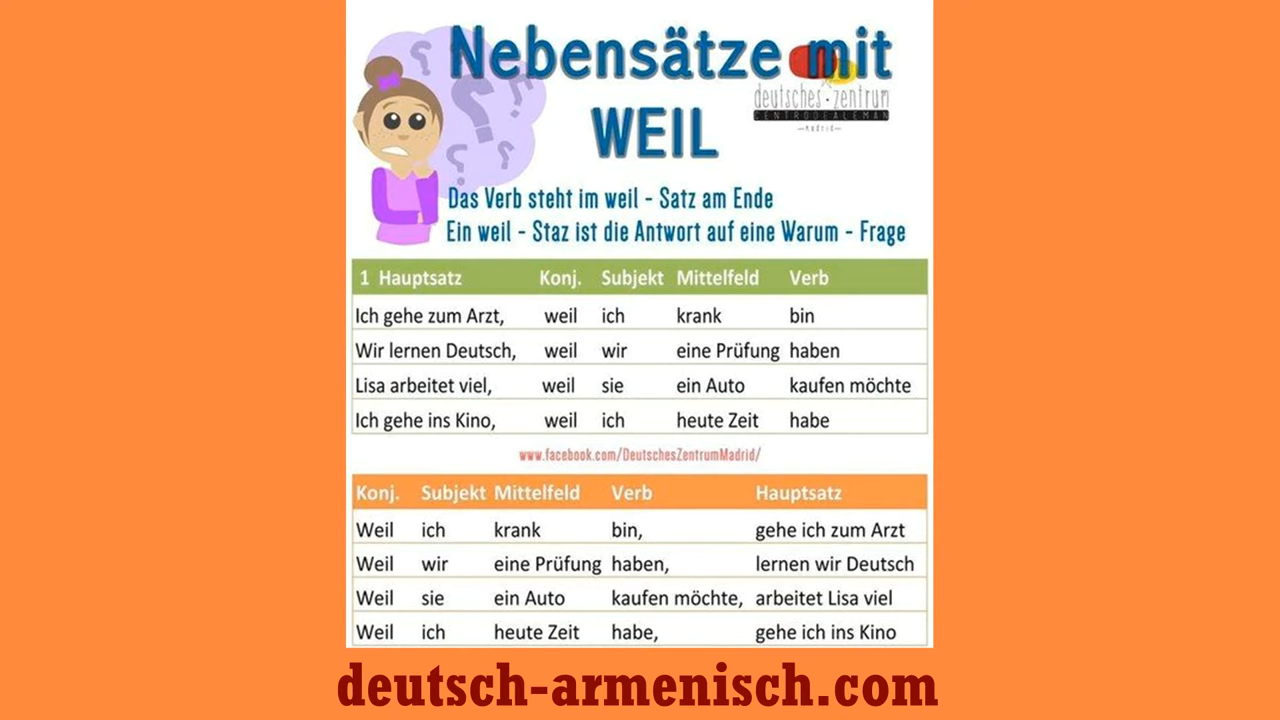 Nebensätze mit
WEIL
deutsches zentrum
CENTRO DE ALEMAN
—madrid—
Das Verb steht im weil - Satz am Ende
Ein weil - Staz ist die Antwort auf eine Warum - Frage
1 Hauptsatz Konj. Subjekt Mittelfeld Verb
Ich gehe zum Arzt, weil ich krank bin
Wir lernen Deutsch, weil wir eine Prüfung haben
Lisa arbeitet viel, weil sie ein Auto kaufen möchte
Ich gehe ins Kino, weil ich heute Zeit habe
www.facebook.com/DeutschesZentrumMadrid/
Konj. Subjekt Mittelfeld Verb Hauptsatz
Weil ich krank bin, gehe ich zum Arzt
Weil wir eine Prüfung haben, lernen wir Deutsch
Weil sie ein Auto kaufen möchte, arbeitet Lisa viel
Weil ich heute Zeit habe, gehe ich ins Kino
deutsch-armenisch.com